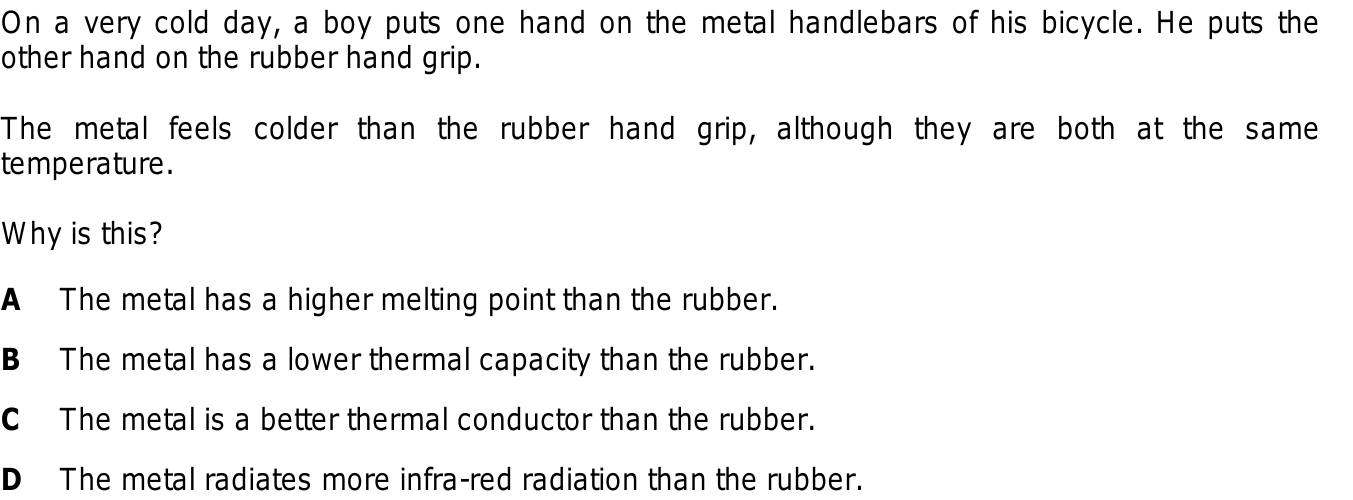 On a very cold day, a boy puts one hand on the metal handlebars of his bicycle. He puts the
other hand on the rubber hand grip.
The metal feels colder than the rubber hand grip, although they are both at the same
temperature.
Why is this?
A The metal has a higher melting point than the rubber.
B The metal has a lower thermal capacity than the rubber.
C The metal is a better thermal conductor than the rubber.
D The metal radiates more infra-red radiation than the rubber.